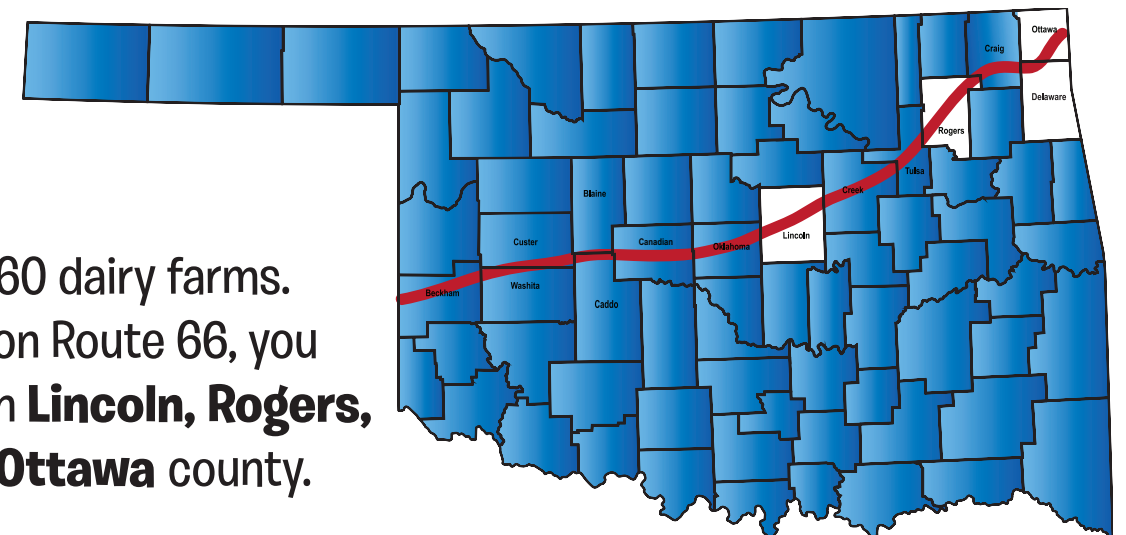 60 dairy farms.
on Route 66, you
Lincoln, Rogers,
Ottawa county.
Ottawa
Craig
Delaware
Rogers
Tulsa
Creek
Blaine
Lincoln
Custer
Canadian
Oklahoma
Washita
Beckham
Caddo